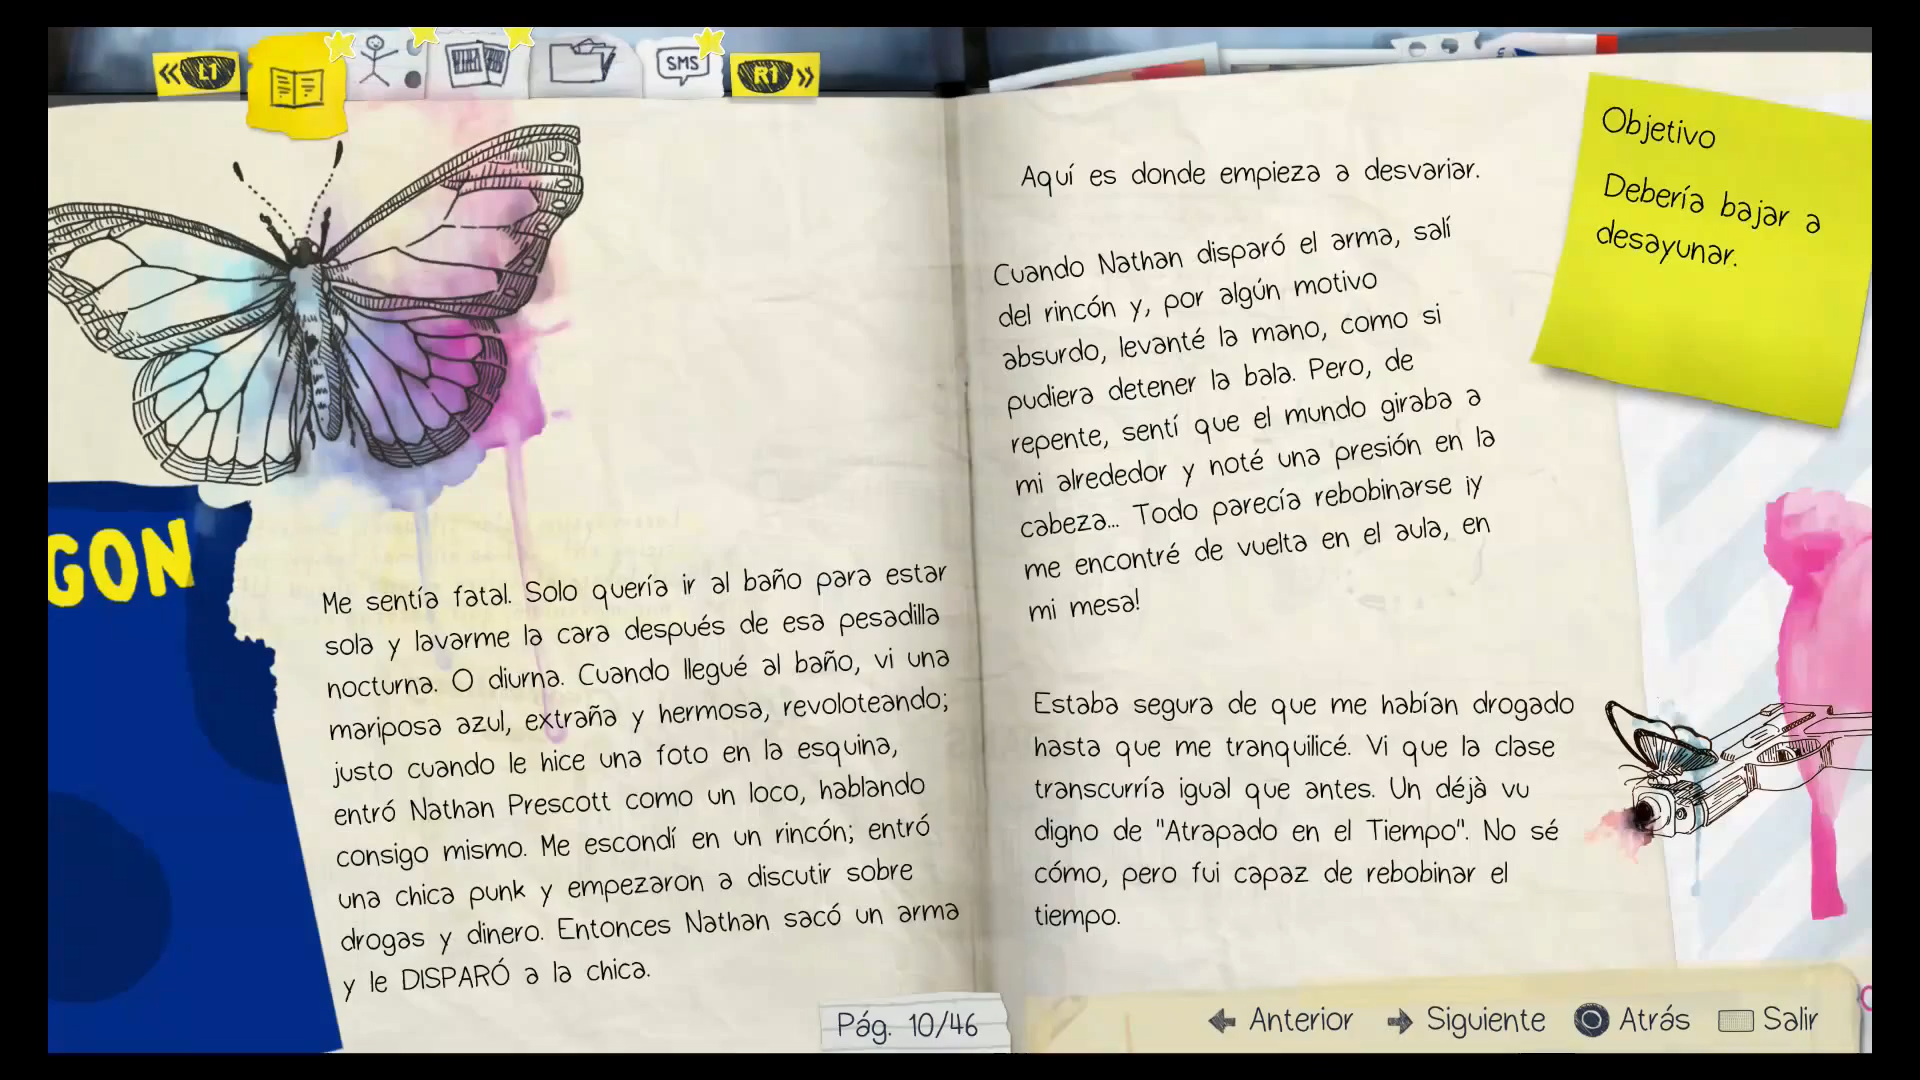 L1
SMS
R1
GON
Me sentía fatal. Solo quería ir al baño para estar
sola y lavarme la cara después de esa pesadilla
nocturna. O diurna. Cuando llegué al baño, vi una
mariposa azul, extraña y hermosa, revoloteando;
justo cuando le hice una foto en la esquina,
entró Nathan Prescott como un loco, hablando
consigo mismo. Me escondí en un rincón; entró
una chica punk y empezaron a discutir sobre
drogas y dinero. Entonces Nathan sacó un arma
y le DISPARÓ a la chica.
Aquí es donde empieza a desvariar.
Cuando Nathan disparó el arma, salí
del rincón y, por algún motivo
absurdo, levanté la mano, como si
pudiera detener la bala. Pero, de
repente, sentí que el mundo giraba a
mi alrededor y noté una presión en la
cabeza... Todo parecía rebobinarse ¡y
me encontré de vuelta en el aula, en
mi mesa!
Estaba segura de que me habían drogado
hasta que me tranquilicé. Vi que la clase
transcurría igual que antes. Un déjà vu
digno de "Atrapado en el Tiempo". No sé
cómo, pero fui capaz de rebobinar el
tiempo.
Objetivo
Debería bajar a
desayunar.
Pág. 10/46
Anterior
Siguiente
Atrás
Salir